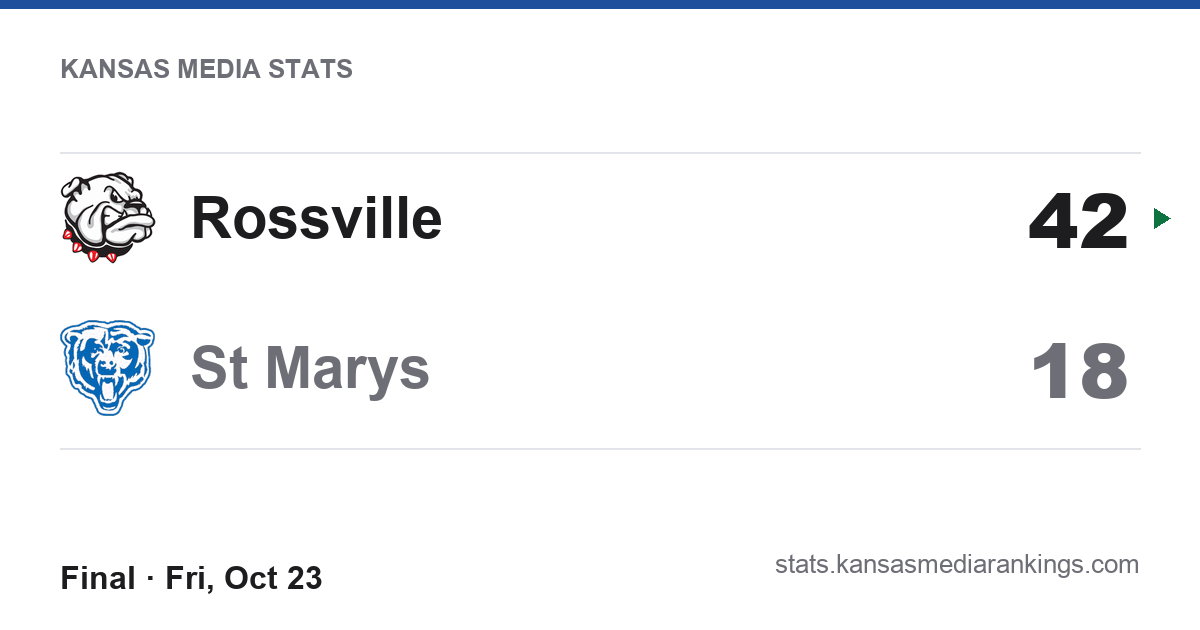 KANSAS MEDIA STATS
Rossville 42
St Marys 18
Final · Fri, Oct 23
stats.kansasmediarankings.com